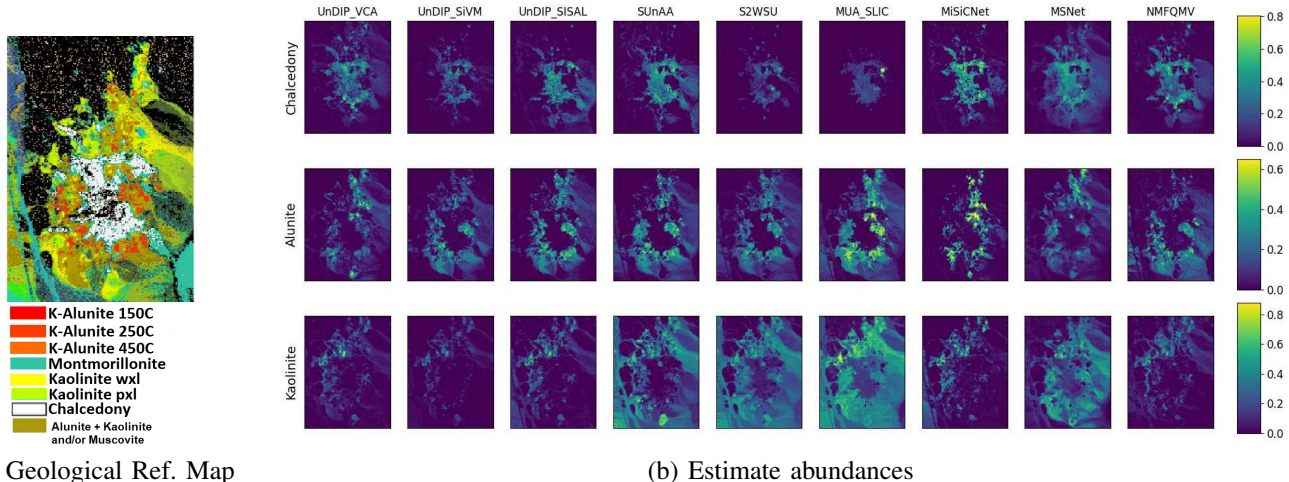 UnDIP_VCA UnDIP_SiVM UnDIP_SISAL SUnAA S2WSU MUA_SLIC MiSiCNet MSNet NMFQMV
Chalcedony
0.8
0.6
0.4
0.2
0.0
Alunite
0.6
0.4
0.2
0.0
Kaolinite
0.8
0.6
0.4
0.2
0.0
K-Alunite 150C
K-Alunite 250C
K-Alunite 450C
Montmorillonite
Kaolinite wxl
Kaolinite pxl
Chalcedony
Alunite + Kaolinite
and/or Muscovite
Geological Ref. Map
(b) Estimate abundances